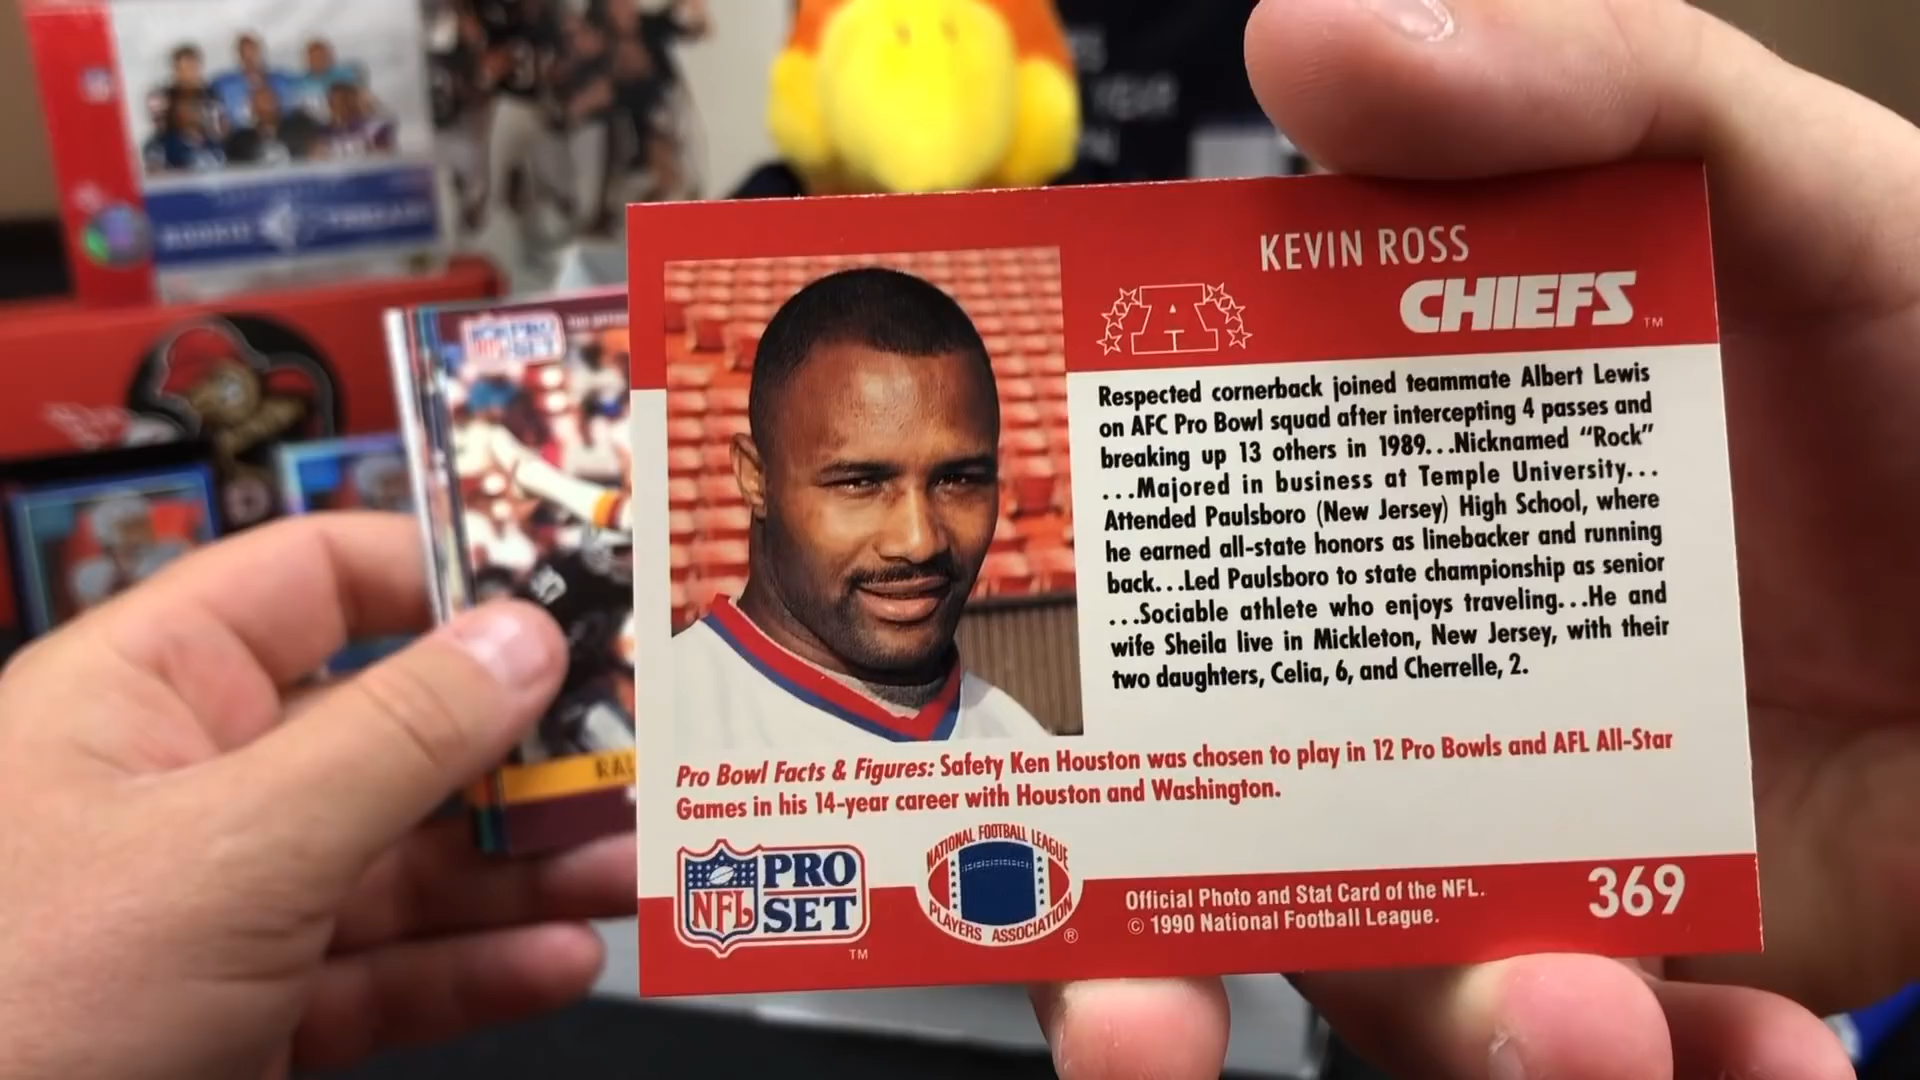 KEVIN ROSS
A
CHIEFS TM
Respected cornerback joined teammate Albert Lewis
on AFC Pro Bowl squad after intercepting 4 passes and
breaking up 13 others in 1989...Nicknamed “Rock”
...Majored in business at Temple University...
Attended Paulsboro (New Jersey) High School, where
he earned all-state honors as linebacker and running
back...Led Paulsboro to state championship as senior
...Sociable athlete who enjoys traveling...He and
wife Sheila live in Mickleton, New Jersey, with their
two daughters, Celia, 6, and Cherrelle, 2.
Pro Bowl Facts & Figures: Safety Ken Houston was chosen to play in 12 Pro Bowls and AFL All-Star
Games in his 14-year career with Houston and Washington.
NFL PRO
SET
TM
NATIONAL FOOTBALL LEAGUE
PLAYERS ASSOCIATION ®
Official Photo and Stat Card of the NFL.
© 1990 National Football League.
369
PRO
SET
RAL
ROOKIE THREADS